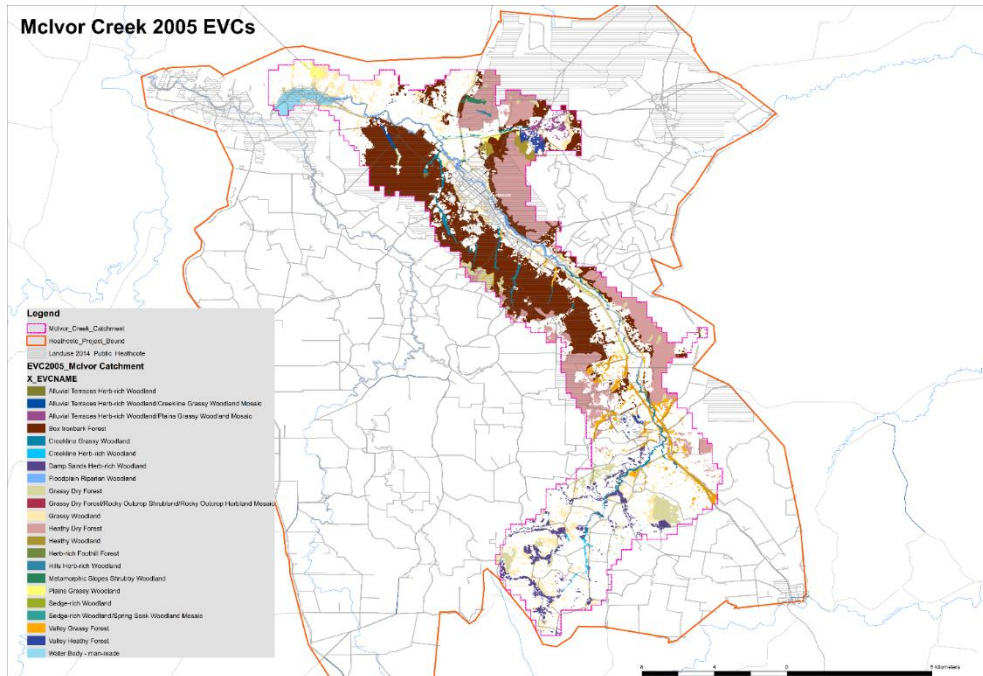 McIvor Creek 2005 EVCs
Legend
McIvor_Creek_Catchment
Heathcote_Project_Bound
Landuse 2014 Public Heathcote
EVC2005_McIvor Catchment
X_EVCNAME
Alluvial Terraces Herb-rich Woodland
Alluvial Terraces Herb-rich Woodland/Creekline Grassy Woodland Mosaic
Alluvial Terraces Herb-rich Woodland/Plains Grassy Woodland Mosaic
Box Ironbark Forest
Creekline Grassy Woodland
Creekline Herb-rich Woodland
Damp Sands Herb-rich Woodland
Floodplain Riparian Woodland
Grassy Dry Forest
Grassy Dry Forest/Rocky Outcrop Shrubland/Rocky Outcrop Herbland Mosaic
Grassy Woodland
Heathy Dry Forest
Heathy Woodland
Herb-rich Foothill Forest
Hills Herb-rich Woodland
Metamorphic Slopes Shrubby Woodland
Plains Grassy Woodland
Sedge-rich Woodland
Sedge-rich Woodland/Spring Soak Woodland Mosaic
Valley Grassy Forest
Valley Heathy Forest
Water Body - man-made
Kilometers